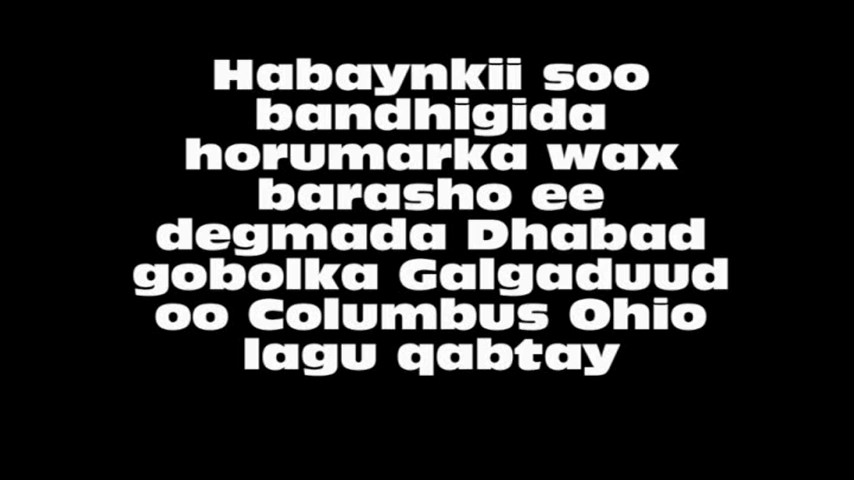 Habaynkii soo
bandhigida
horumarka wax
barasho ee
degmada Dhabad
gobolka Galgaduud
oo Columbus Ohio
lagu qabtay